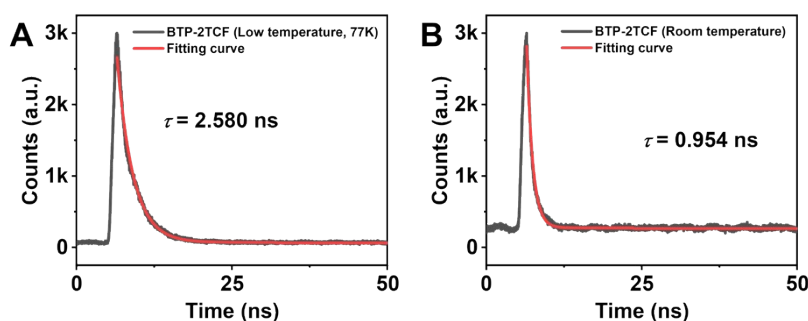 A
BTP-2TCF (Low temperature, 77K)
Fitting curve
τ = 2.580 ns
Counts (a.u.)
3k
2k
1k
0
0
25
50
Time (ns)
B
BTP-2TCF (Room temperature)
Fitting curve
τ = 0.954 ns
Counts (a.u.)
3k
2k
1k
0
0
25
50
Time (ns)